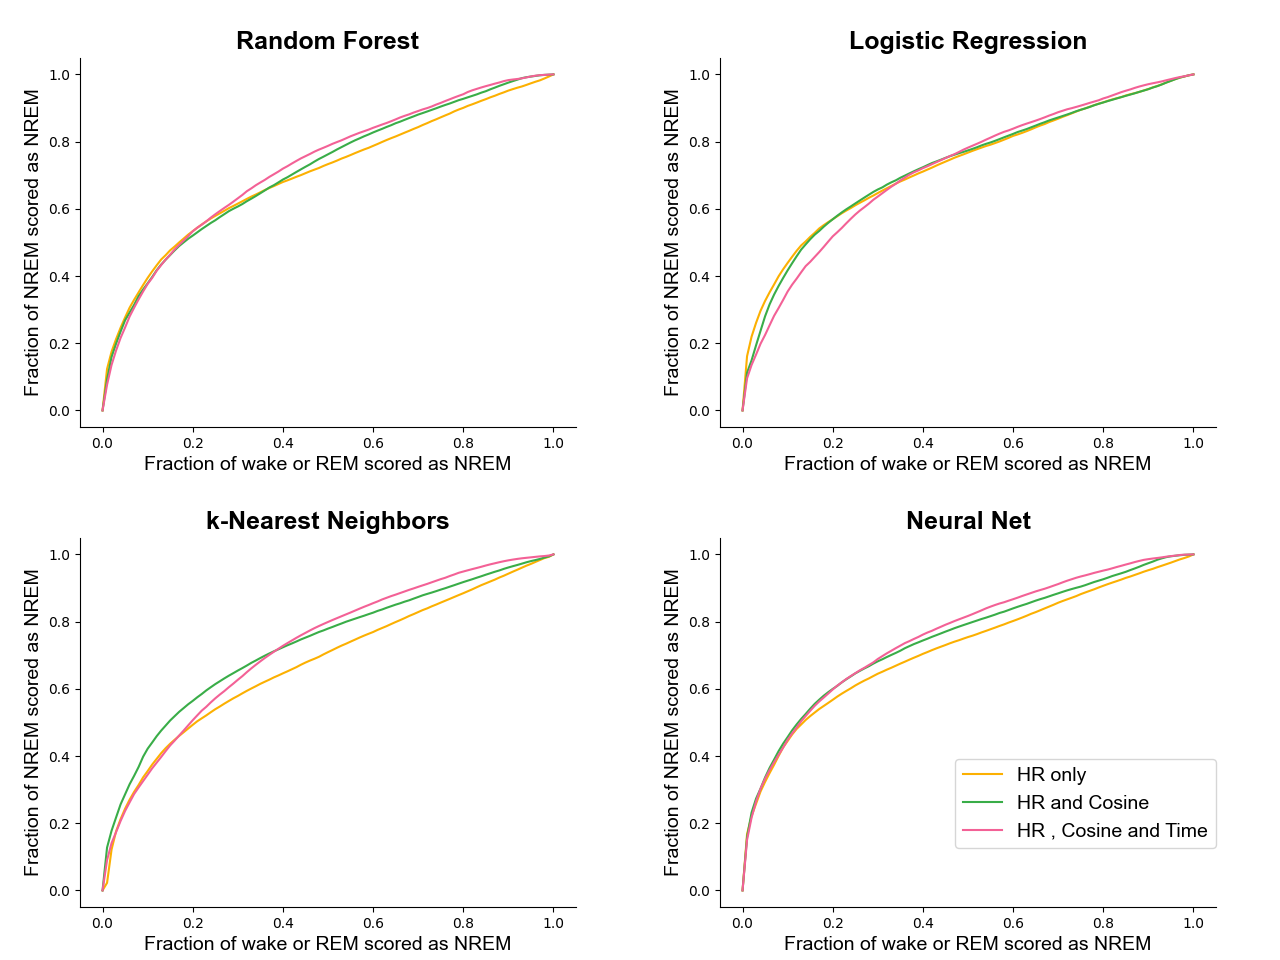 Random Forest
Fraction of NREM scored as NREM
1.0
0.8
0.6
0.4
0.2
0.0
0.0 0.2 0.4 0.6 0.8 1.0
Fraction of wake or REM scored as NREM
Logistic Regression
Fraction of NREM scored as NREM
1.0
0.8
0.6
0.4
0.2
0.0
0.0 0.2 0.4 0.6 0.8 1.0
Fraction of wake or REM scored as NREM
k-Nearest Neighbors
Fraction of NREM scored as NREM
1.0
0.8
0.6
0.4
0.2
0.0
0.0 0.2 0.4 0.6 0.8 1.0
Fraction of wake or REM scored as NREM
Neural Net
Fraction of NREM scored as NREM
1.0
0.8
0.6
0.4
0.2
0.0
HR only
HR and Cosine
HR , Cosine and Time
0.0 0.2 0.4 0.6 0.8 1.0
Fraction of wake or REM scored as NREM